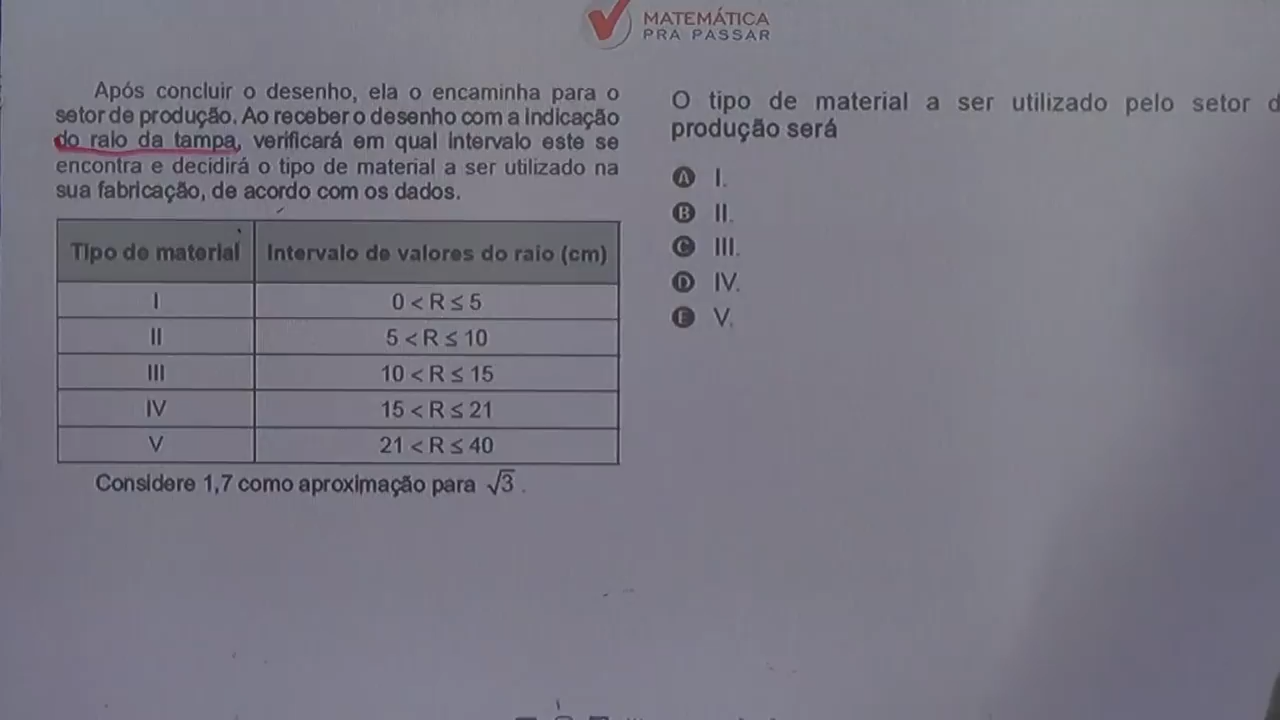 MATEMÁTICA
PRA PASSAR
Após concluir o desenho, ela o encaminha para o
setor de produção. Ao receber o desenho com a indicação
do raio da tampa, verificará em qual intervalo este se
encontra e decidirá o tipo de material a ser utilizado na
sua fabricação, de acordo com os dados.
Tipo de material Intervalo de valores do raio (cm)
I 0 < R ≤ 5
II 5 < R ≤ 10
III 10 < R ≤ 15
IV 15 < R ≤ 21
V 21 < R ≤ 40
Considere 1,7 como aproximação para √3 .
O tipo de material a ser utilizado pelo setor d
produção será
A I.
B II.
C III.
D IV.
E V.